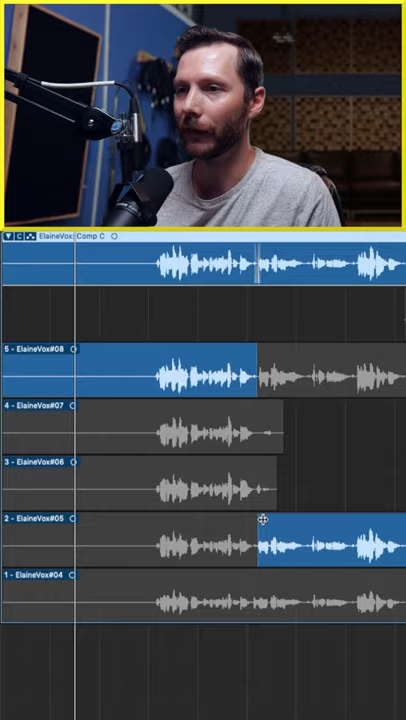 C ElaineVox: Comp C
5 - ElaineVox#08
4 - ElaineVox#07
3 - ElaineVox#06
2 - ElaineVox#05
1 - ElaineVox#04